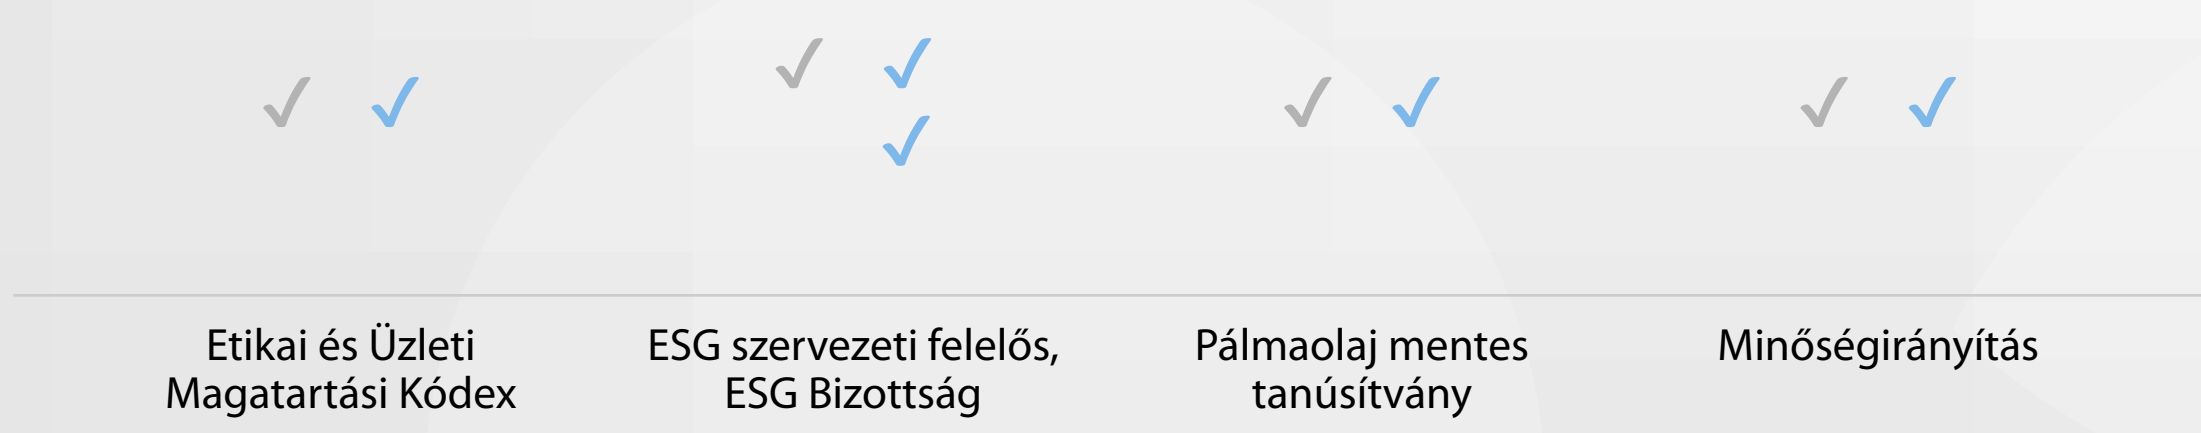 Etikai és Üzleti
Magatartási Kódex
ESG szervezeti felelős,
ESG Bizottság
Pálmaolaj mentes
tanúsítvány
Minőségirányítás